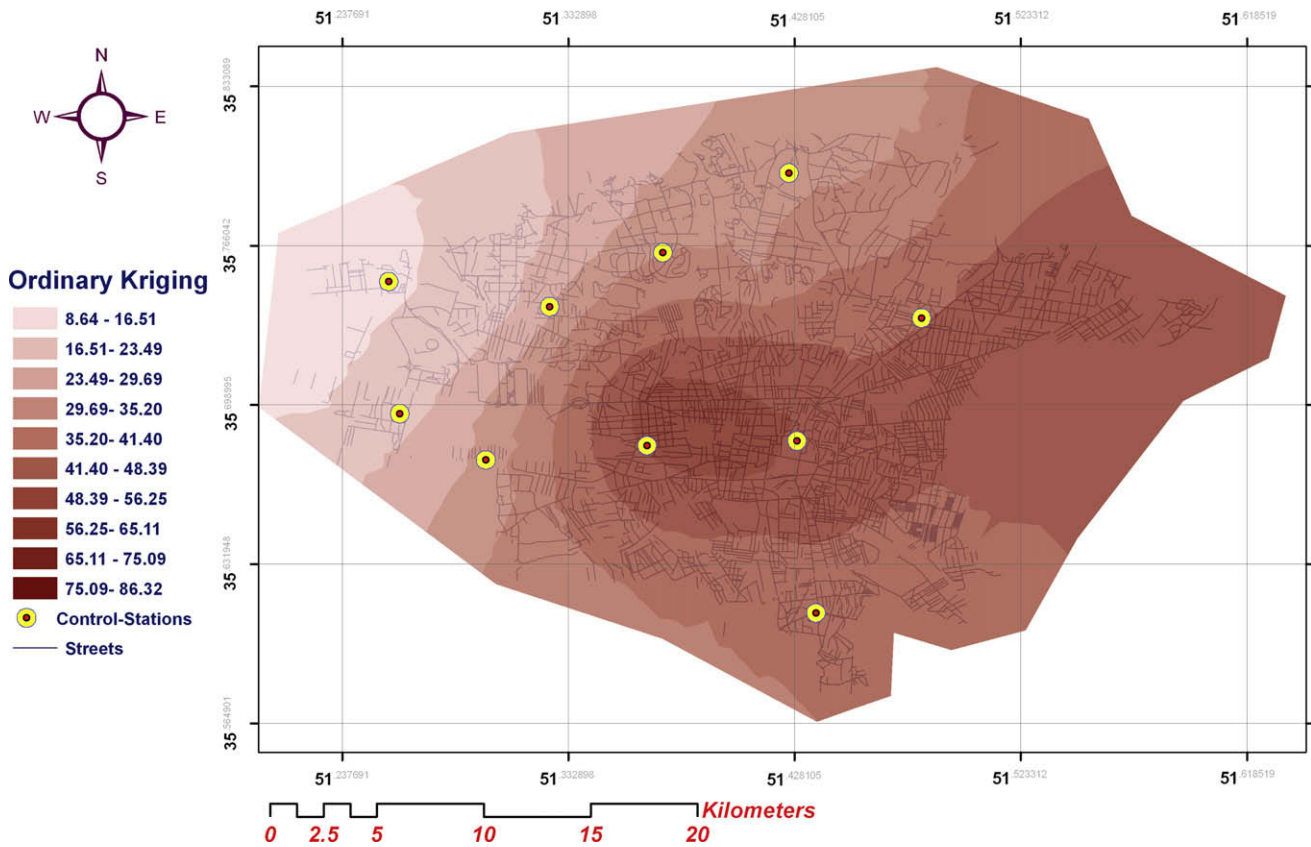 51.237691 51.332898 51.428105 51.523312 51.618519
N
W E
S
35.833089
35.766042
35.698995
35.631948
35.564901
Ordinary Kriging
8.64 - 16.51
16.51- 23.49
23.49 - 29.69
29.69 - 35.20
35.20 - 41.40
41.40 - 48.39
48.39 - 56.25
56.25- 65.11
65.11 - 75.09
75.09- 86.32
Control-Stations
Streets
51.237691 51.332898 51.428105 51.523312 51.618519
Kilometers
0 2.5 5 10 15 20